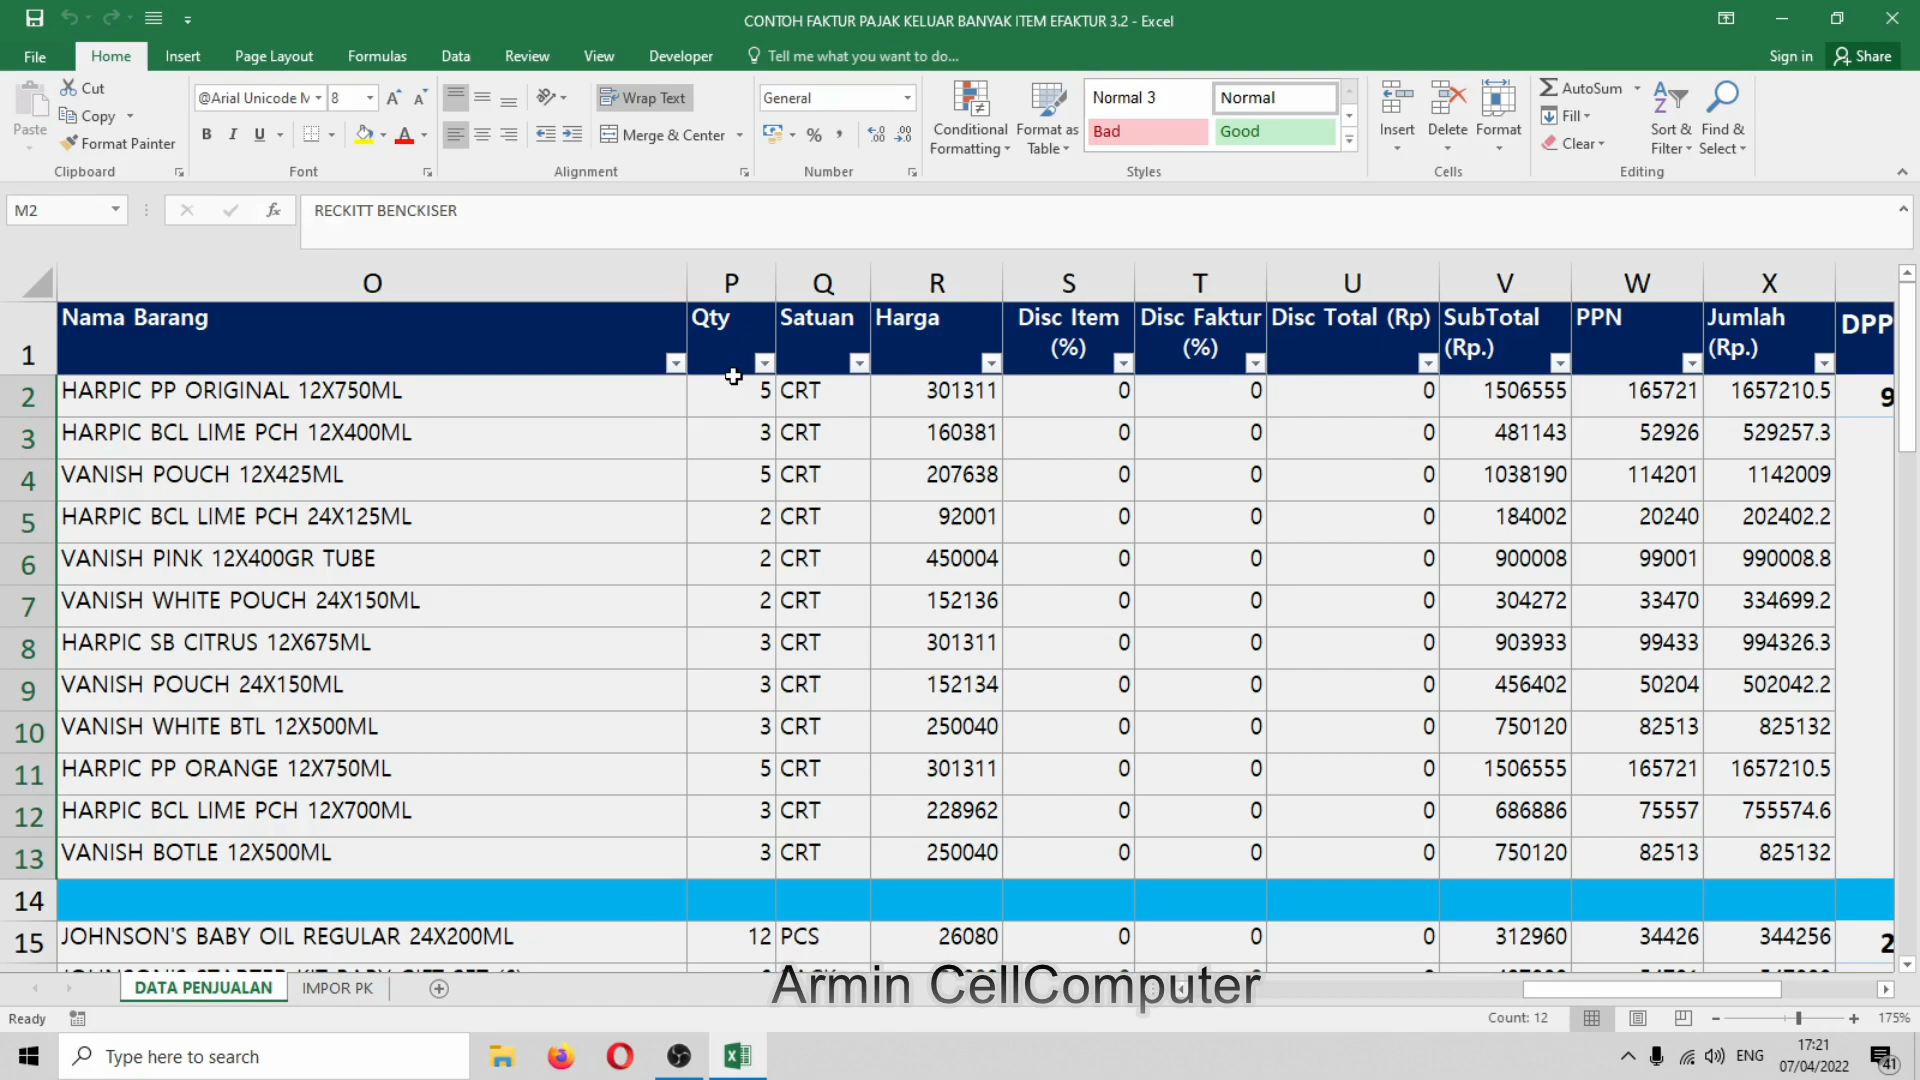 CONTOH FAKTUR PAJAK KELUAR BANYAK ITEM EFAKTUR 3.2 - Excel
File Home Insert Page Layout Formulas Data Review View Developer Tell me what you want to do... Sign in Share
Paste Cut Copy Format Painter
Clipboard
@Arial Unicode M 8
B I U A
Font
Wrap Text
Merge & Center
Alignment
General
% ,
Number
Conditional Formatting Format as Table
Normal 3 Normal
Bad Good
Styles
Insert Delete Format
Cells
AutoSum
Fill
Clear
Sort & Filter Find & Select
Editing
M2 fx RECKITT BENCKISER
O P Q R S T U V W X
1 Nama Barang Qty Satuan Harga Disc Item (%) Disc Faktur (%) Disc Total (Rp) SubTotal (Rp.) PPN Jumlah (Rp.) DPP
2 HARPIC PP ORIGINAL 12X750ML 5 CRT 301311 0 0 0 1506555 165721 1657210.5 9
3 HARPIC BCL LIME PCH 12X400ML 3 CRT 160381 0 0 0 481143 52926 529257.3
4 VANISH POUCH 12X425ML 5 CRT 207638 0 0 0 1038190 114201 1142009
5 HARPIC BCL LIME PCH 24X125ML 2 CRT 92001 0 0 0 184002 20240 202402.2
6 VANISH PINK 12X400GR TUBE 2 CRT 450004 0 0 0 900008 99001 990008.8
7 VANISH WHITE POUCH 24X150ML 2 CRT 152136 0 0 0 304272 33470 334699.2
8 HARPIC SB CITRUS 12X675ML 3 CRT 301311 0 0 0 903933 99433 994326.3
9 VANISH POUCH 24X150ML 3 CRT 152134 0 0 0 456402 50204 502042.2
10 VANISH WHITE BTL 12X500ML 3 CRT 250040 0 0 0 750120 82513 825132
11 HARPIC PP ORANGE 12X750ML 5 CRT 301311 0 0 0 1506555 165721 1657210.5
12 HARPIC BCL LIME PCH 12X700ML 3 CRT 228962 0 0 0 686886 75557 755574.6
13 VANISH BOTLE 12X500ML 3 CRT 250040 0 0 0 750120 82513 825132
14
15 JOHNSON'S BABY OIL REGULAR 24X200ML 12 PCS 26080 0 0 0 312960 34426 344256 2
DATA PENJUALAN IMPOR PK
Armin CellComputer
Ready Count: 12 175%
Type here to search
ENG 17:21
07/04/2022
41